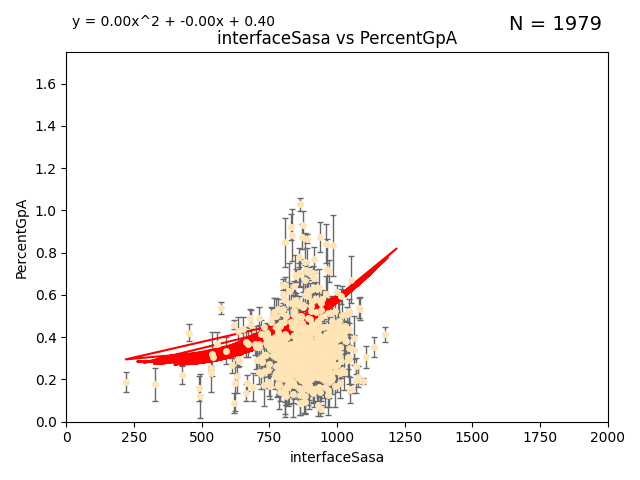 y = 0.00x^2 + -0.00x + 0.40
N = 1979
interfaceSasa vs PercentGpA
PercentGpA
1.6
1.4
1.2
1.0
0.8
0.6
0.4
0.2
0.0
0 250 500 750 1000 1250 1500 1750 2000
interfaceSasa